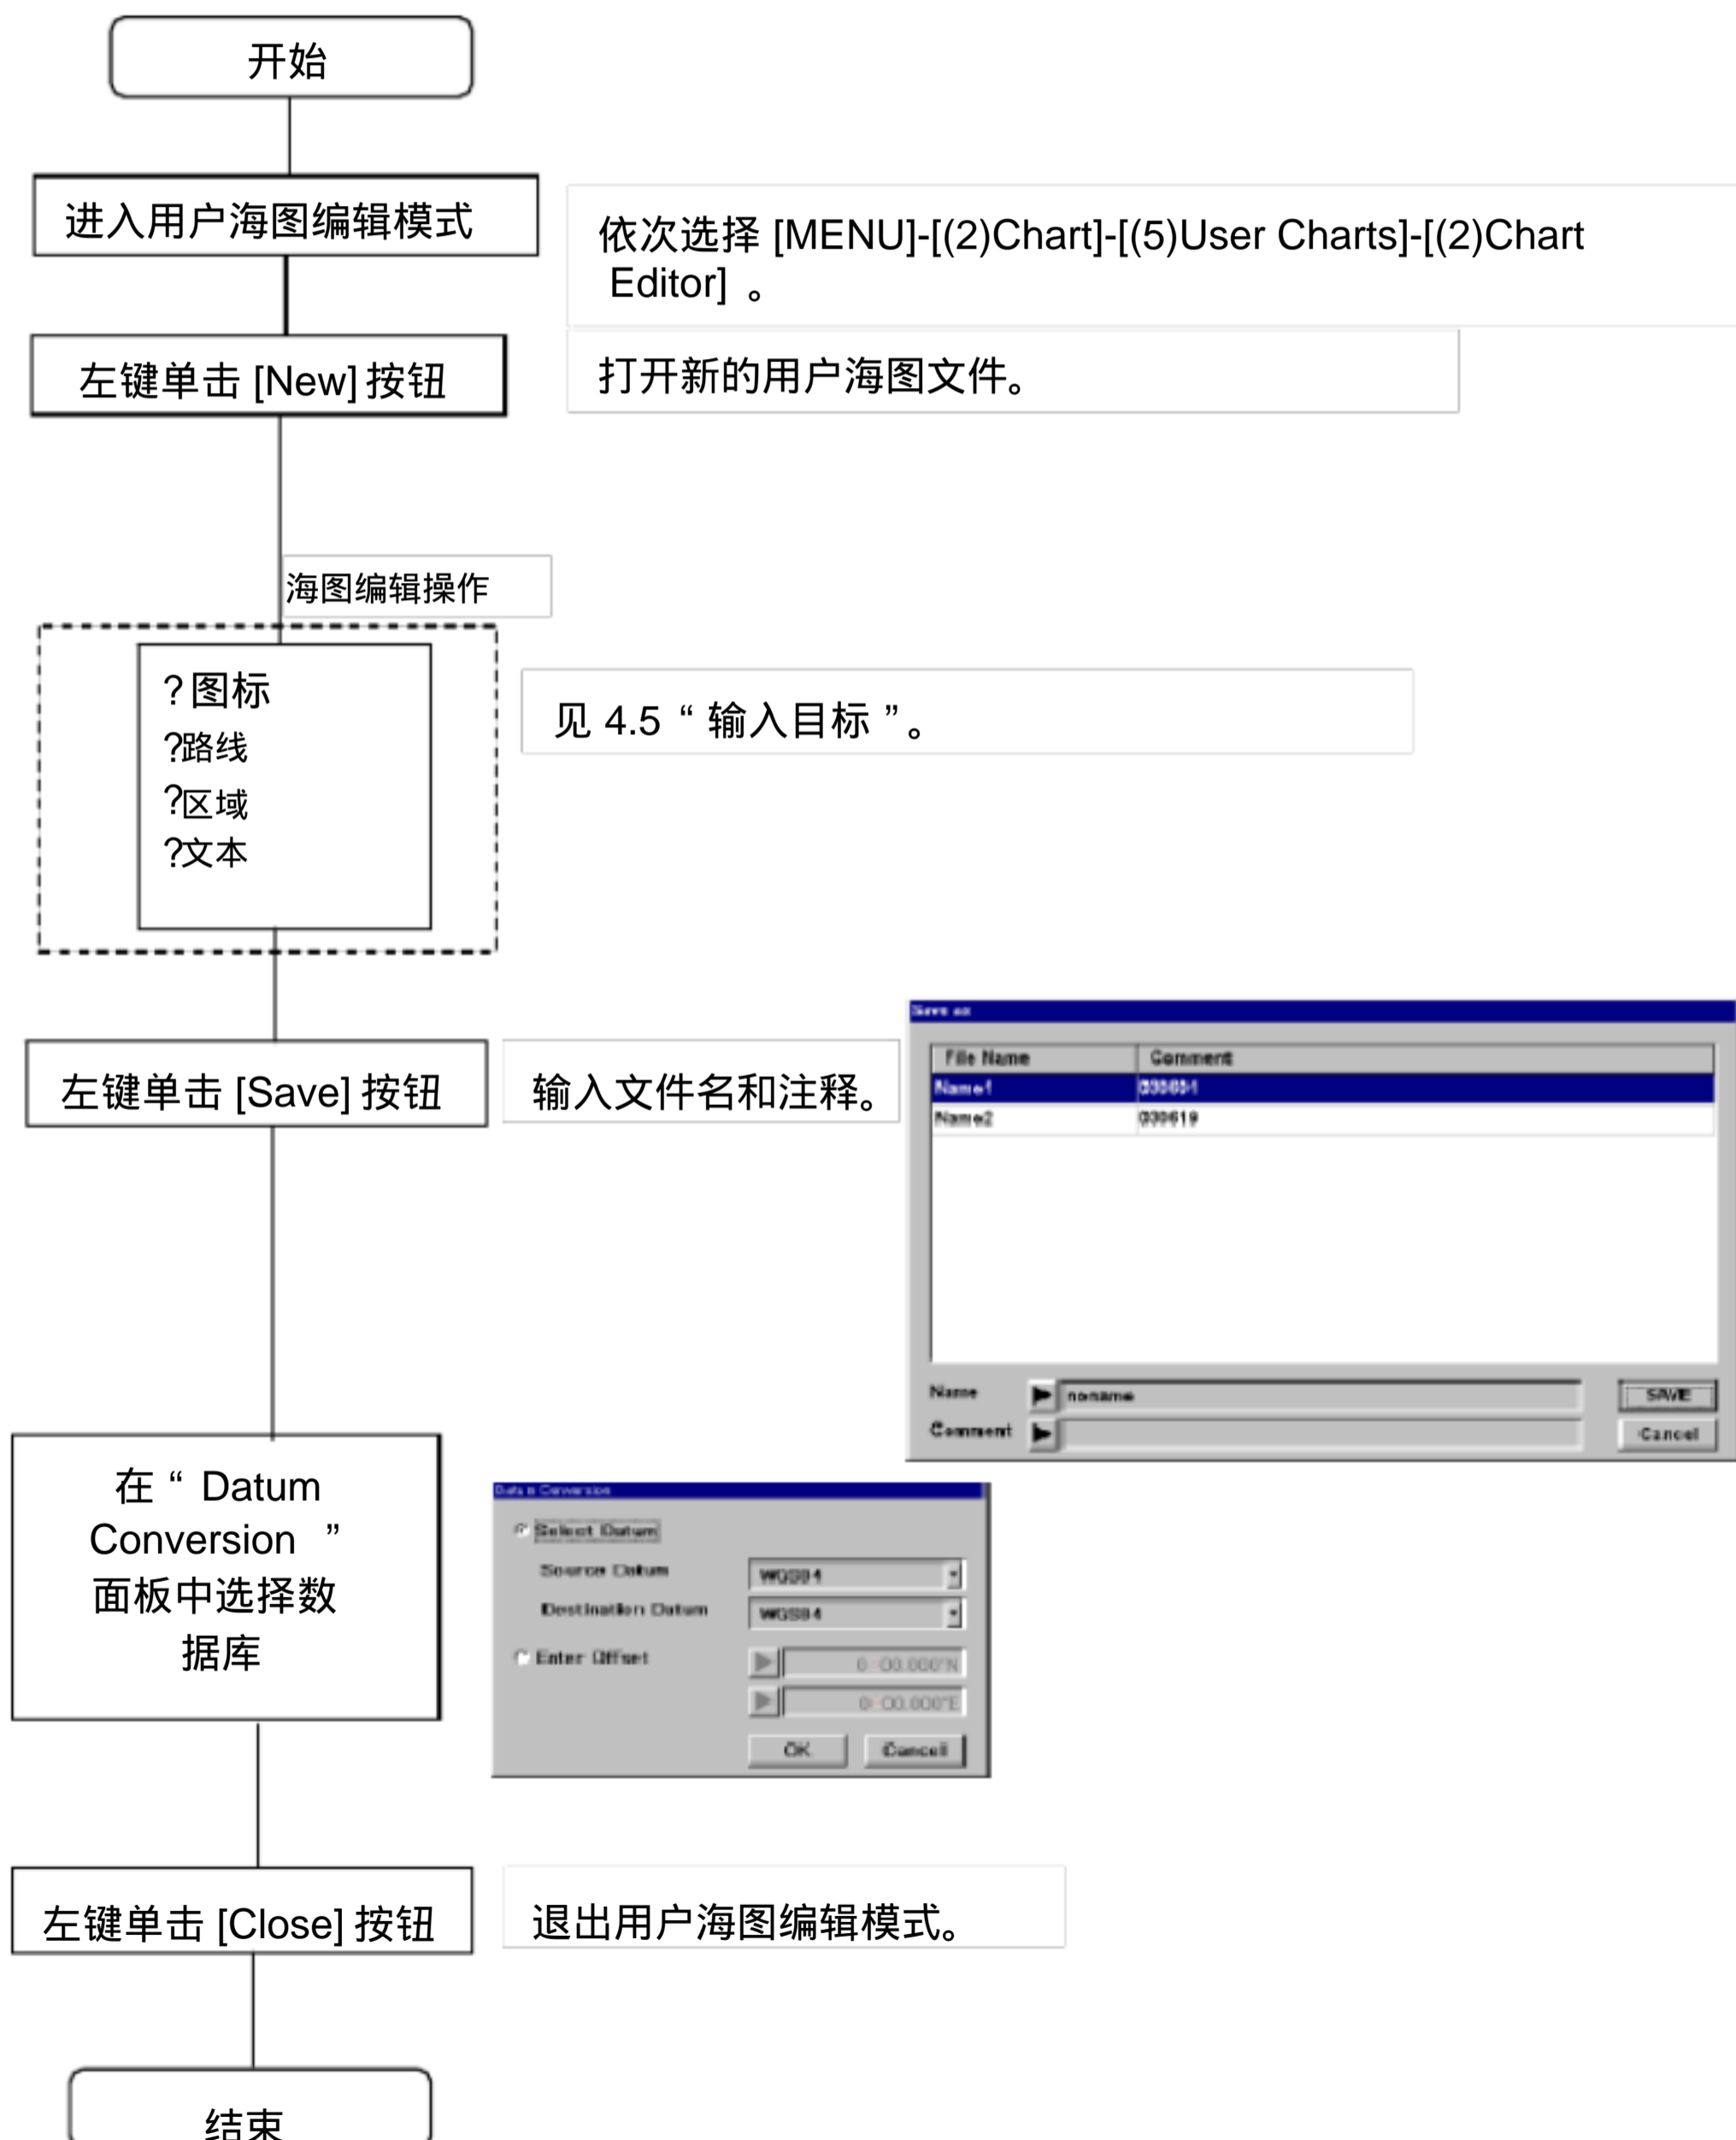 开始
进入用户海图编辑模式
依次选择 [MENU]-[(2)Chart]-[(5)User Charts]-[(2)Chart
Editor] 。
左键单击 [New] 按钮
打开新的用户海图文件。
海图编辑操作
?图标
?路线
?区域
?文本
见 4.5 “ 输入目标 ”。
左键单击 [Save] 按钮
输入文件名和注释。
Save as
File Name Comment
Name1
Name2 030619
Name noname SAVE
Comment Cancel
在 “ Datum
Conversion ”
面板中选择数
据库
Datum Conversion
Select Datum
Source Datum WGS84
Destination Datum WGS84
Enter Offset
OK Cancel
左键单击 [Close] 按钮
退出用户海图编辑模式。
结束